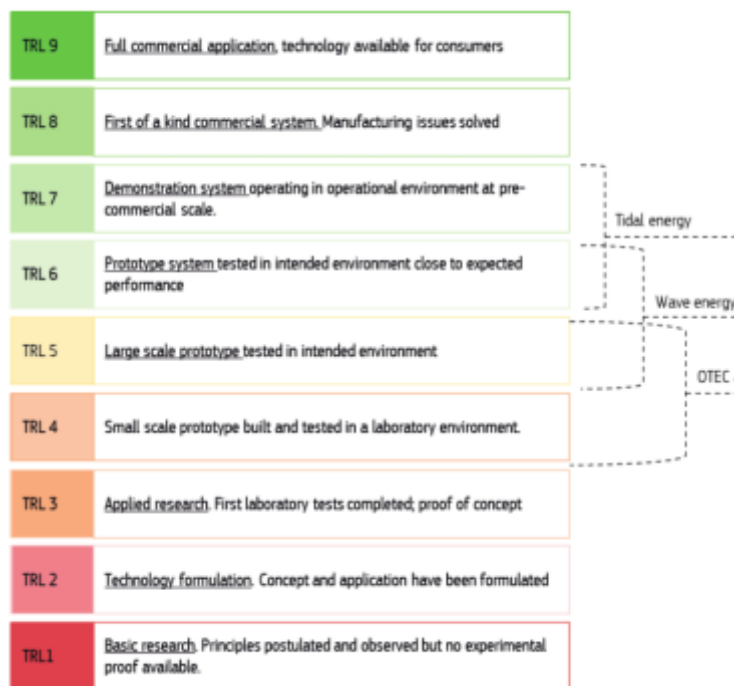 TRL 9
Full commercial application, technology available for consumers
TRL 8
First of a kind commercial system. Manufacturing issues solved
TRL 7
Demonstration system operating in operational environment at pre-
commercial scale.
Tidal energy
TRL 6
Prototype system tested in intended environment close to expected
performance
Wave energy
TRL 5
Large scale prototype tested in intended environment
OTEC
TRL 4
Small scale prototype built and tested in a laboratory environment.
TRL 3
Applied research. First laboratory tests completed; proof of concept
TRL 2
Technology formulation. Concept and application have been formulated
TRL1
Basic research. Principles postulated and observed but no experimental
proof available.